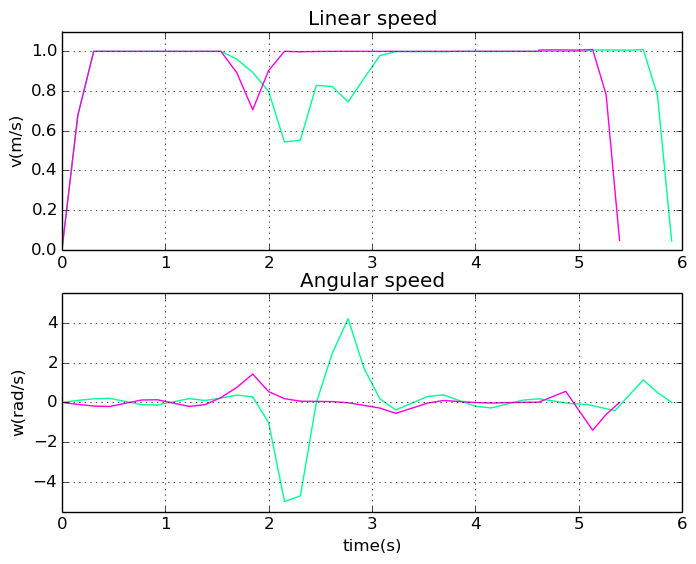 Linear speed
v(m/s)
1.0
0.8
0.6
0.4
0.2
0.0
0 1 2 3 4 5 6
Angular speed
w(rad/s)
4
2
0
−2
−4
0 1 2 3 4 5 6
time(s)